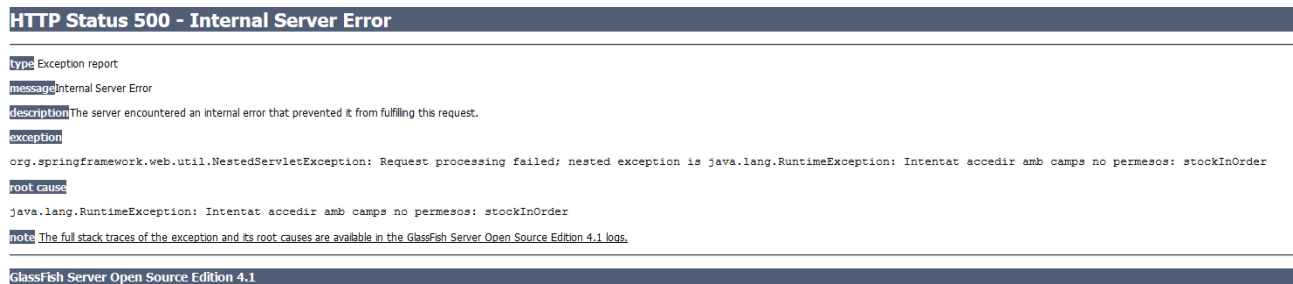 HTTP Status 500 - Internal Server Error
type Exception report
messageInternal Server Error
descriptionThe server encountered an internal error that prevented it from fulfilling this request.
exception
org.springframework.web.util.NestedServletException: Request processing failed; nested exception is java.lang.RuntimeException: Intentat accedir amb camps no permesos: stockInOrder
root cause
java.lang.RuntimeException: Intentat accedir amb camps no permesos: stockInOrder
note The full stack traces of the exception and its root causes are available in the GlassFish Server Open Source Edition 4.1 logs.
GlassFish Server Open Source Edition 4.1